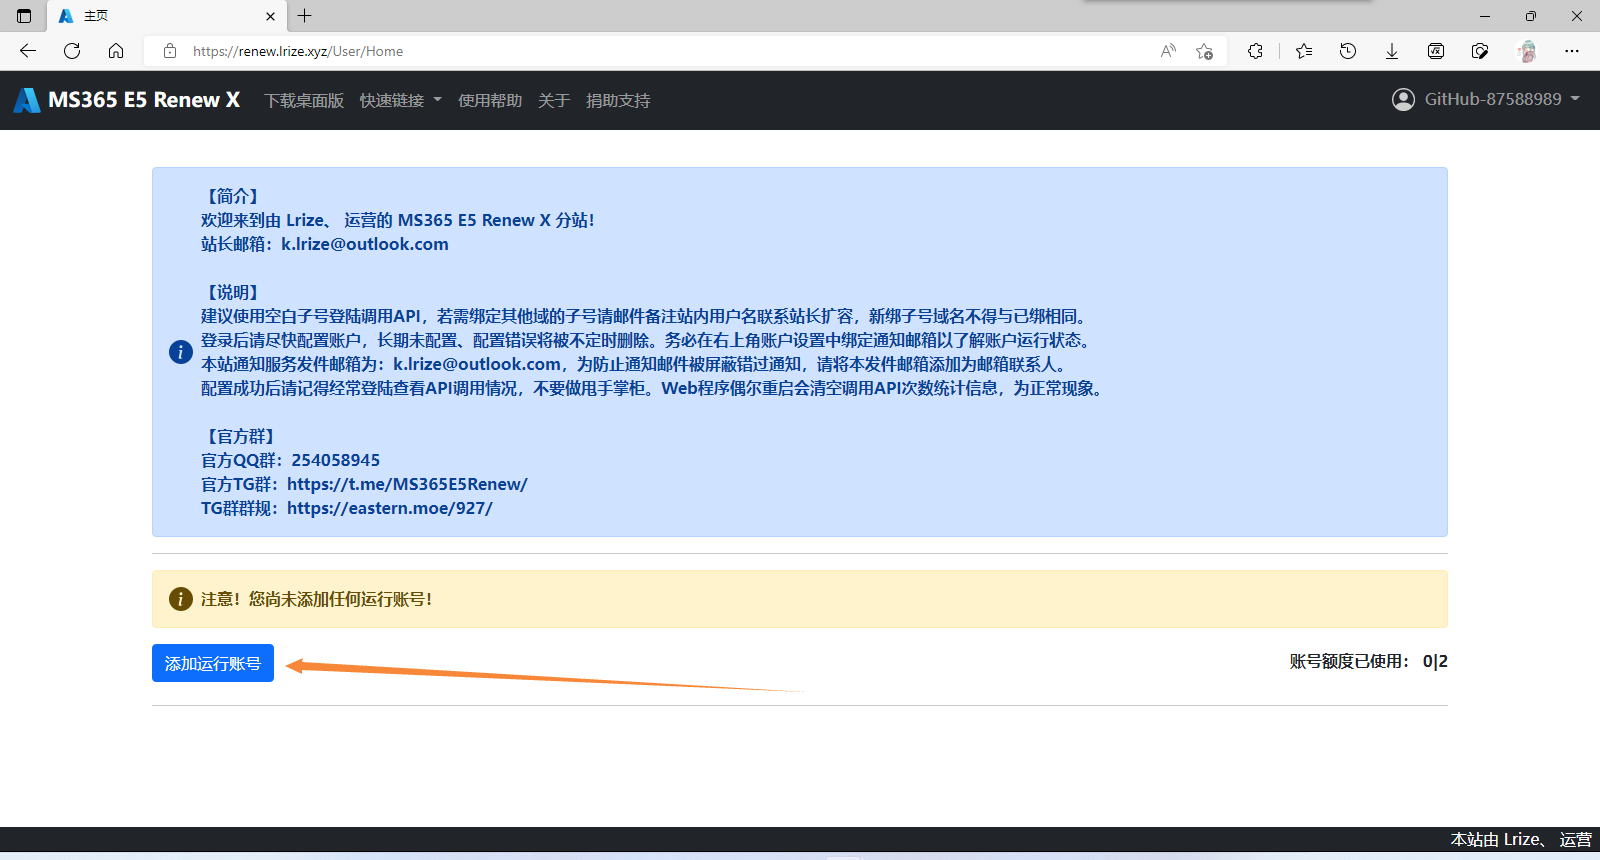 主页
https://renew.lrize.xyz/User/Home
MS365 E5 Renew X 下载桌面版 快速链接 使用帮助 关于 捐助支持 GitHub-87588989
【简介】
欢迎来到由 Lrize、 运营的 MS365 E5 Renew X 分站！
站长邮箱：k.lrize@outlook.com
【说明】
建议使用空白子号登陆调用API，若需绑定其他域的子号请邮件备注站内用户名联系站长扩容，新绑子号域名不得与已绑相同。
登录后请尽快配置账户，长期未配置、配置错误将被不定时删除。务必在右上角账户设置中绑定通知邮箱以了解账户运行状态。
本站通知服务发件邮箱为：k.lrize@outlook.com，为防止通知邮件被屏蔽错过通知，请将本发件邮箱添加为邮箱联系人。
配置成功后请记得经常登陆查看API调用情况，不要做甩手掌柜。Web程序偶尔重启会清空调用API次数统计信息，为正常现象。
【官方群】
官方QQ群：254058945
官方TG群：https://t.me/MS365E5Renew/
TG群群规：https://eastern.moe/927/
注意！您尚未添加任何运行账号！
添加运行账号 账号额度已使用： 0|2
本站由 Lrize、 运营